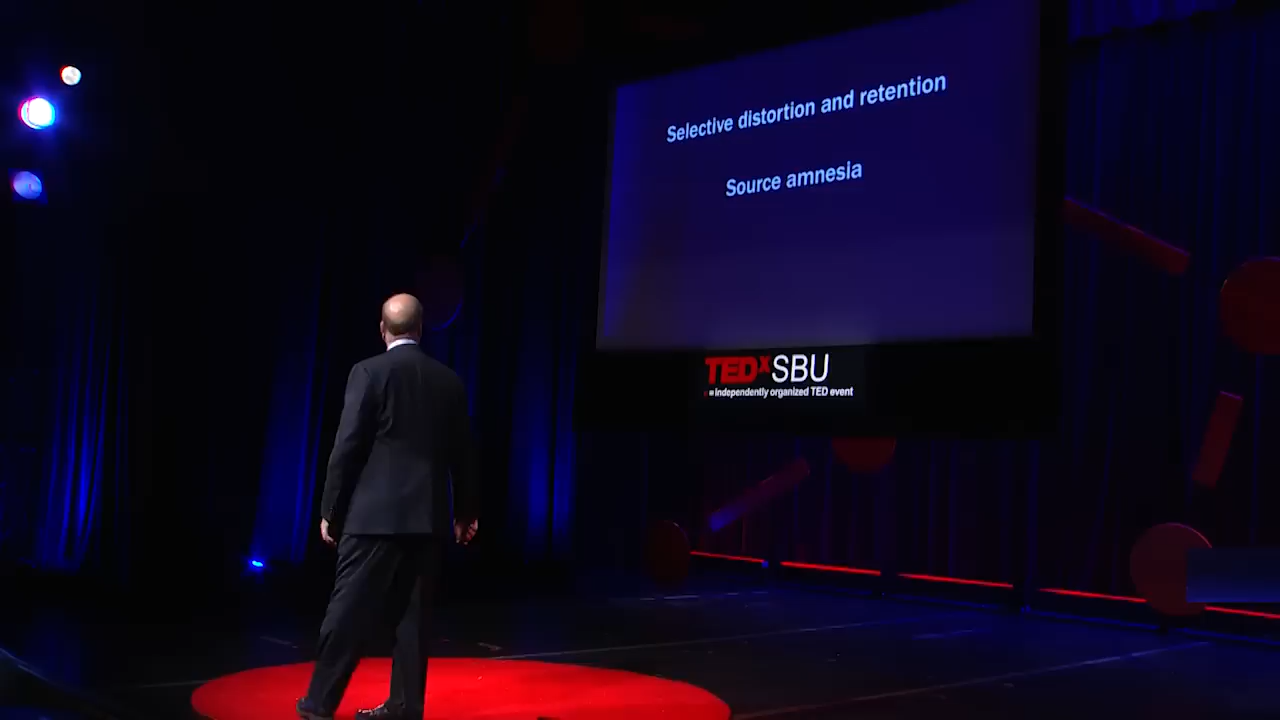 Selective distortion and retention
Source amnesia
TEDxSBU
= independently organized TED event